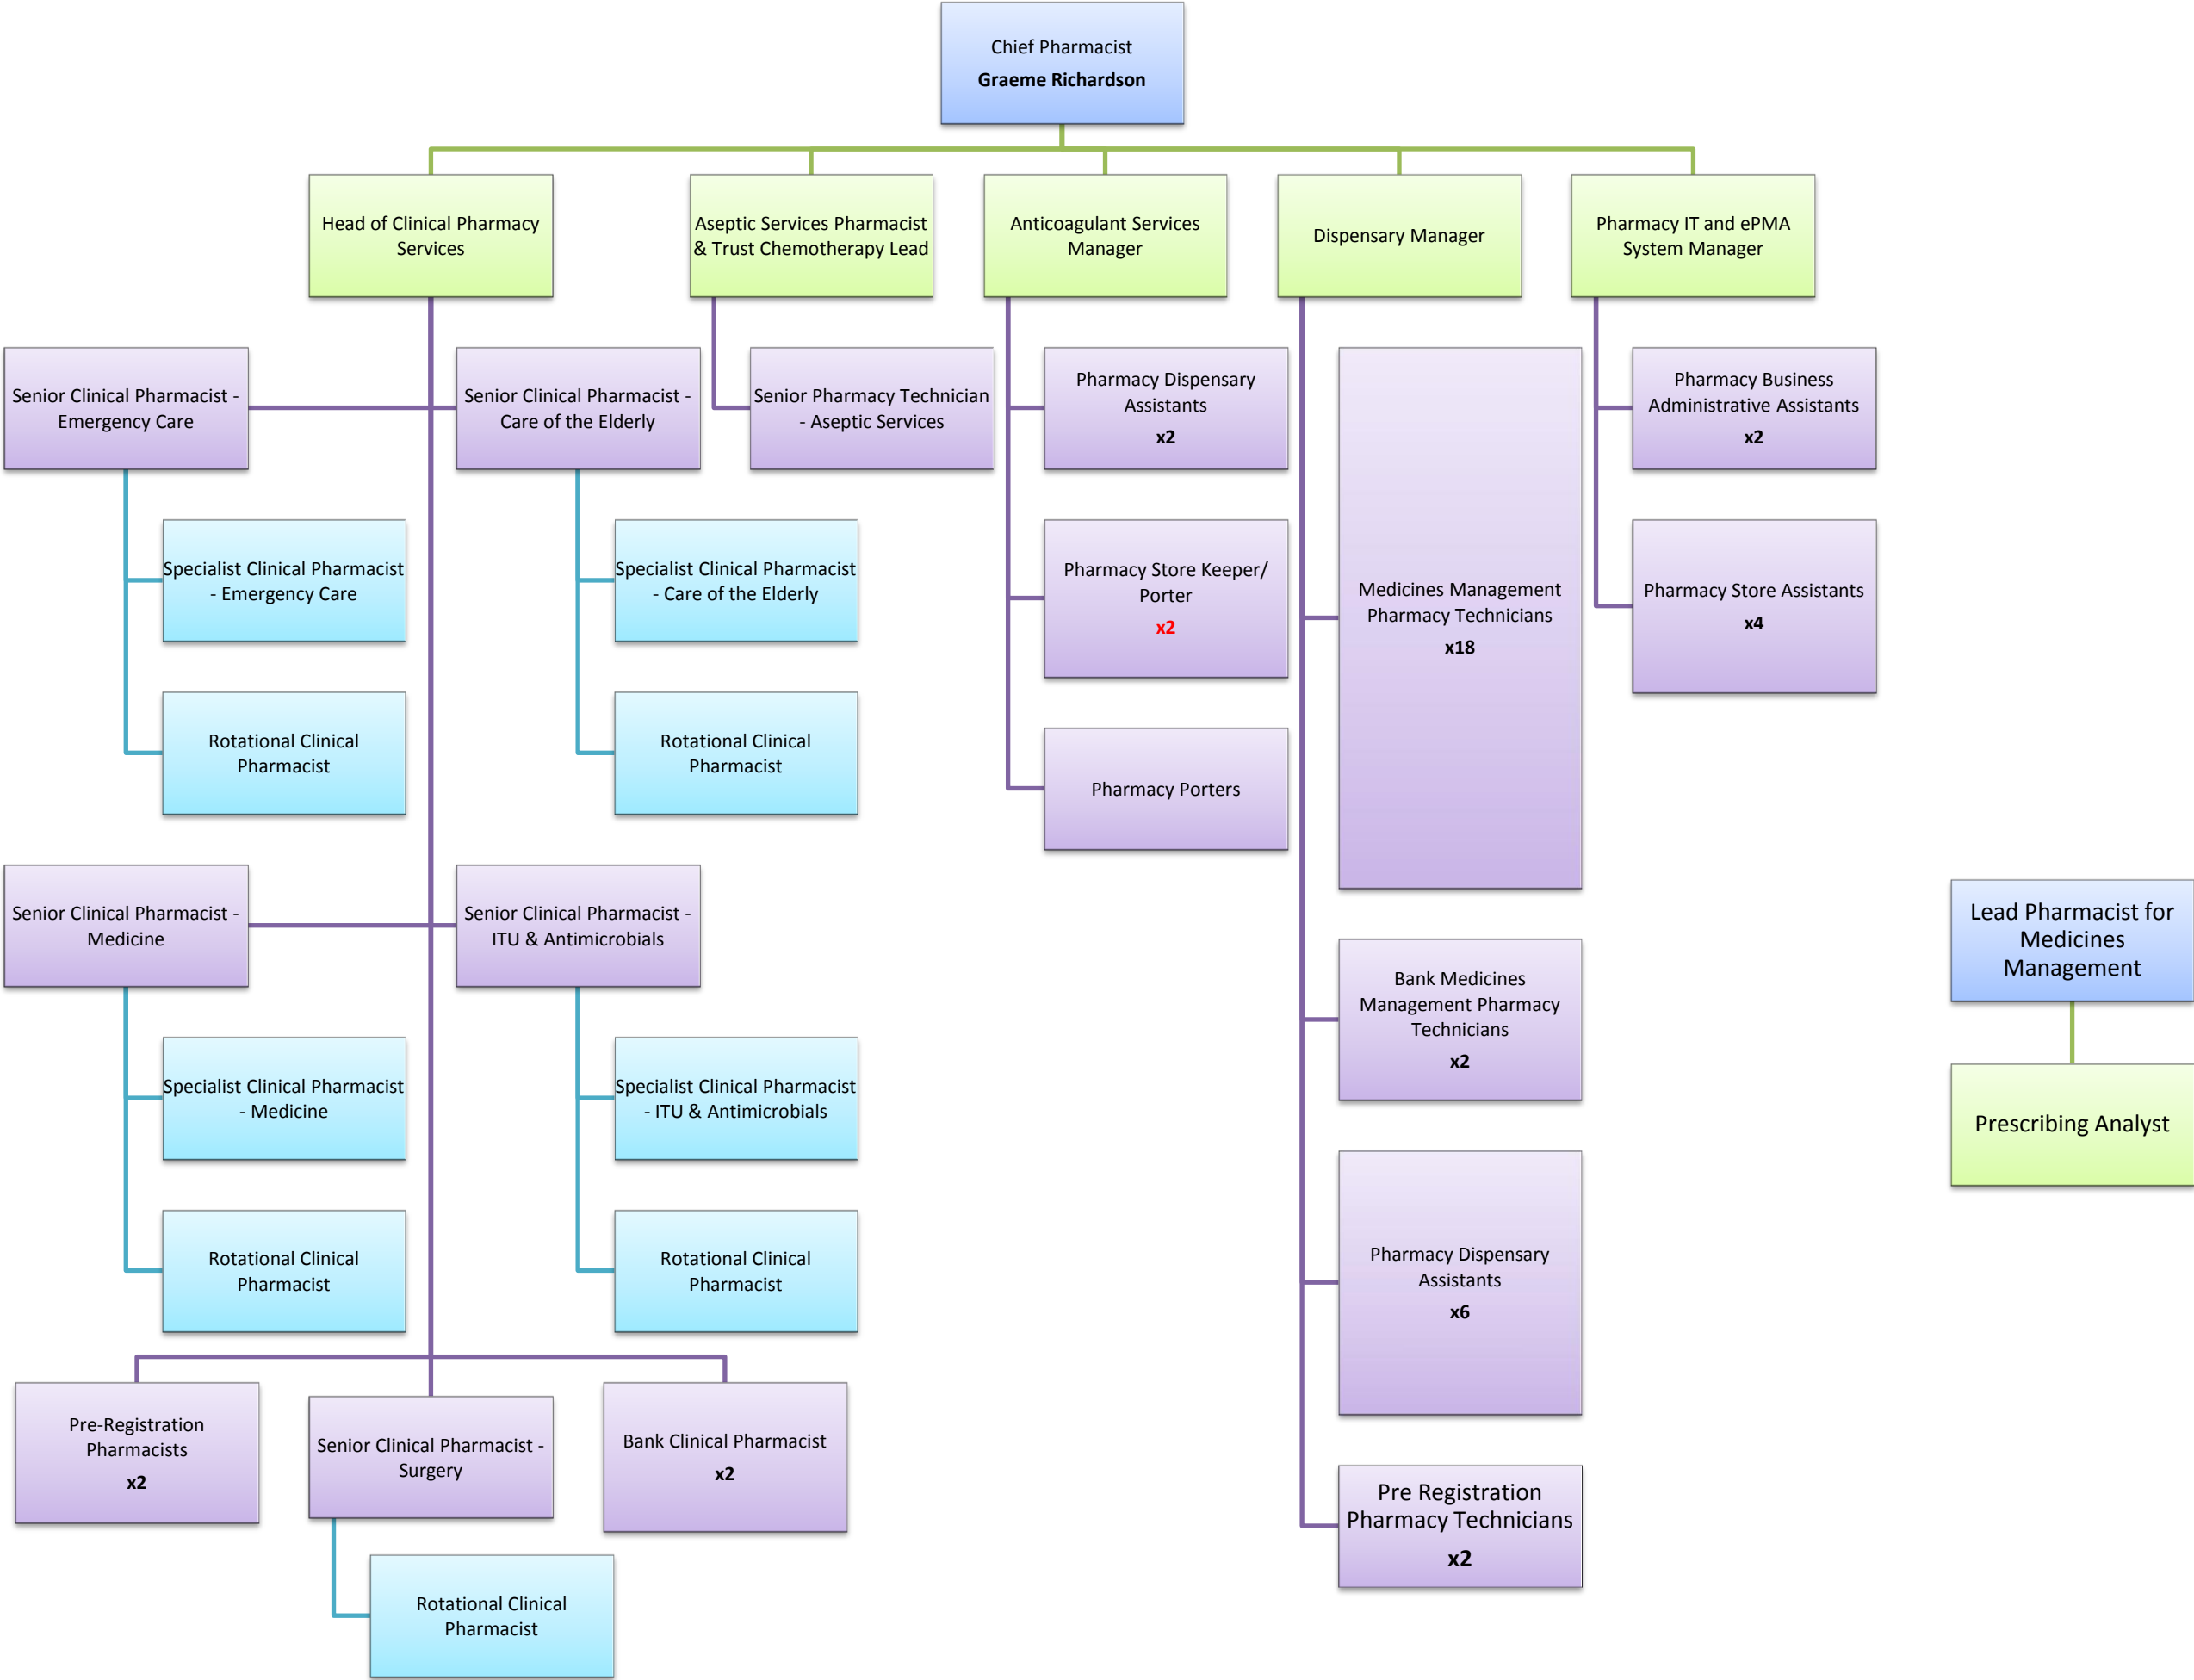 Chief Pharmacist
Graeme Richardson
Head of Clinical Pharmacy
Services
Aseptic Services Pharmacist
& Trust Chemotherapy Lead
Anticoagulant Services
Manager
Dispensary Manager
Pharmacy IT and ePMA
System Manager
Senior Clinical Pharmacist -
Emergency Care
Senior Clinical Pharmacist -
Care of the Elderly
Senior Pharmacy Technician
- Aseptic Services
Pharmacy Dispensary
Assistants
x2
Medicines Management
Pharmacy Technicians
x18
Pharmacy Business
Administrative Assistants
x2
Specialist Clinical Pharmacist
- Emergency Care
Specialist Clinical Pharmacist
- Care of the Elderly
Pharmacy Store Keeper/
Porter
x2
Pharmacy Store Assistants
x4
Rotational Clinical
Pharmacist
Rotational Clinical
Pharmacist
Pharmacy Porters
Senior Clinical Pharmacist -
Medicine
Senior Clinical Pharmacist -
ITU & Antimicrobials
Lead Pharmacist for
Medicines
Management
Bank Medicines
Management Pharmacy
Technicians
x2
Specialist Clinical Pharmacist
- Medicine
Specialist Clinical Pharmacist
- ITU & Antimicrobials
Prescribing Analyst
Rotational Clinical
Pharmacist
Rotational Clinical
Pharmacist
Pharmacy Dispensary
Assistants
x6
Pre-Registration
Pharmacists
x2
Senior Clinical Pharmacist -
Surgery
Bank Clinical Pharmacist
x2
Pre Registration
Pharmacy Technicians
x2
Rotational Clinical
Pharmacist